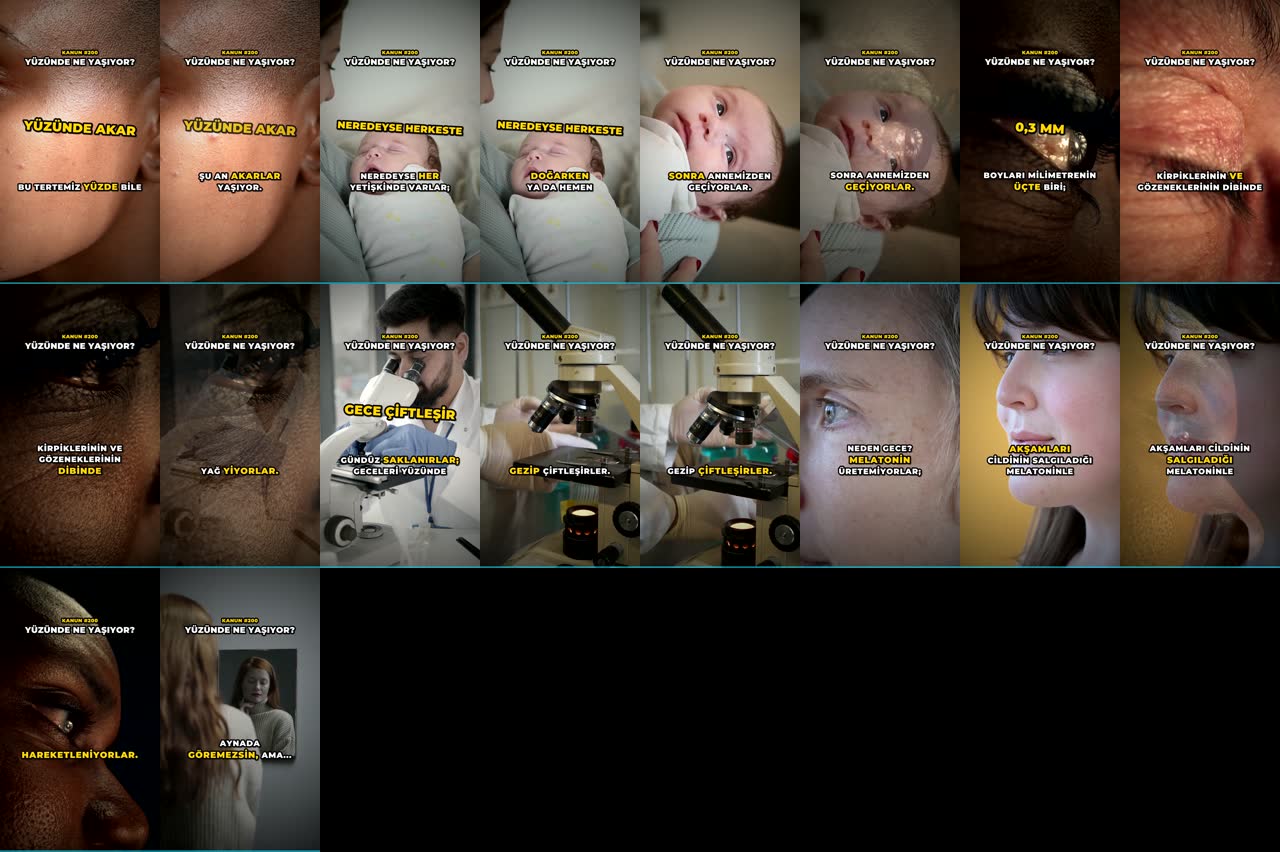 KANUN #200
YÜZÜNDE NE YAŞIYOR?
YÜZÜNDE AKAR
BU TERTEMİZ YÜZDE BİLE
KANUN #200
YÜZÜNDE NE YAŞIYOR?
YÜZÜNDE AKAR
ŞU AN AKARLAR
YAŞIYOR.
KANUN #200
YÜZÜNDE NE YAŞIYOR?
NEREDEYSE HERKESTE
NEREDEYSE HER
YETİŞKİNDE VARLAR;
KANUN #200
YÜZÜNDE NE YAŞIYOR?
NEREDEYSE HERKESTE
DOĞARKEN
YA DA HEMEN
KANUN #200
YÜZÜNDE NE YAŞIYOR?
SONRA ANNEMİZDEN
GEÇİYORLAR.
KANUN #200
YÜZÜNDE NE YAŞIYOR?
SONRA ANNEMİZDEN
GEÇİYORLAR.
KANUN #200
YÜZÜNDE NE YAŞIYOR?
0,3 MM
BOYLARI MİLİMETRENİN
ÜÇTE BİRİ;
KANUN #200
YÜZÜNDE NE YAŞIYOR?
KİRPİKLERİNİN VE
GÖZENEKLERİNİN DİBİNDE
KANUN #200
YÜZÜNDE NE YAŞIYOR?
KİRPİKLERİNİN VE
GÖZENEKLERİNİN
DİBİNDE
KANUN #200
YÜZÜNDE NE YAŞIYOR?
YAĞ YİYORLAR.
KANUN #200
YÜZÜNDE NE YAŞIYOR?
GECE ÇİFTLEŞİR
GÜNDÜZ SAKLANIRLAR;
GECELERİ YÜZÜNDE
KANUN #200
YÜZÜNDE NE YAŞIYOR?
GEZİP ÇİFTLEŞİRLER.
KANUN #200
YÜZÜNDE NE YAŞIYOR?
GEZİP ÇİFTLEŞİRLER.
KANUN #200
YÜZÜNDE NE YAŞIYOR?
NEDEN GECE?
MELATONİN
ÜRETEMİYORLAR;
KANUN #200
YÜZÜNDE NE YAŞIYOR?
AKŞAMLARI
CİLDİNİN SALGILADIĞI
MELATONİNLE
KANUN #200
YÜZÜNDE NE YAŞIYOR?
AKŞAMLARI CİLDİNİN
SALGILADIĞI
MELATONİNLE
KANUN #200
YÜZÜNDE NE YAŞIYOR?
HAREKETLENİYORLAR.
KANUN #200
YÜZÜNDE NE YAŞIYOR?
AYNADA
GÖREMEZSİN, AMA...